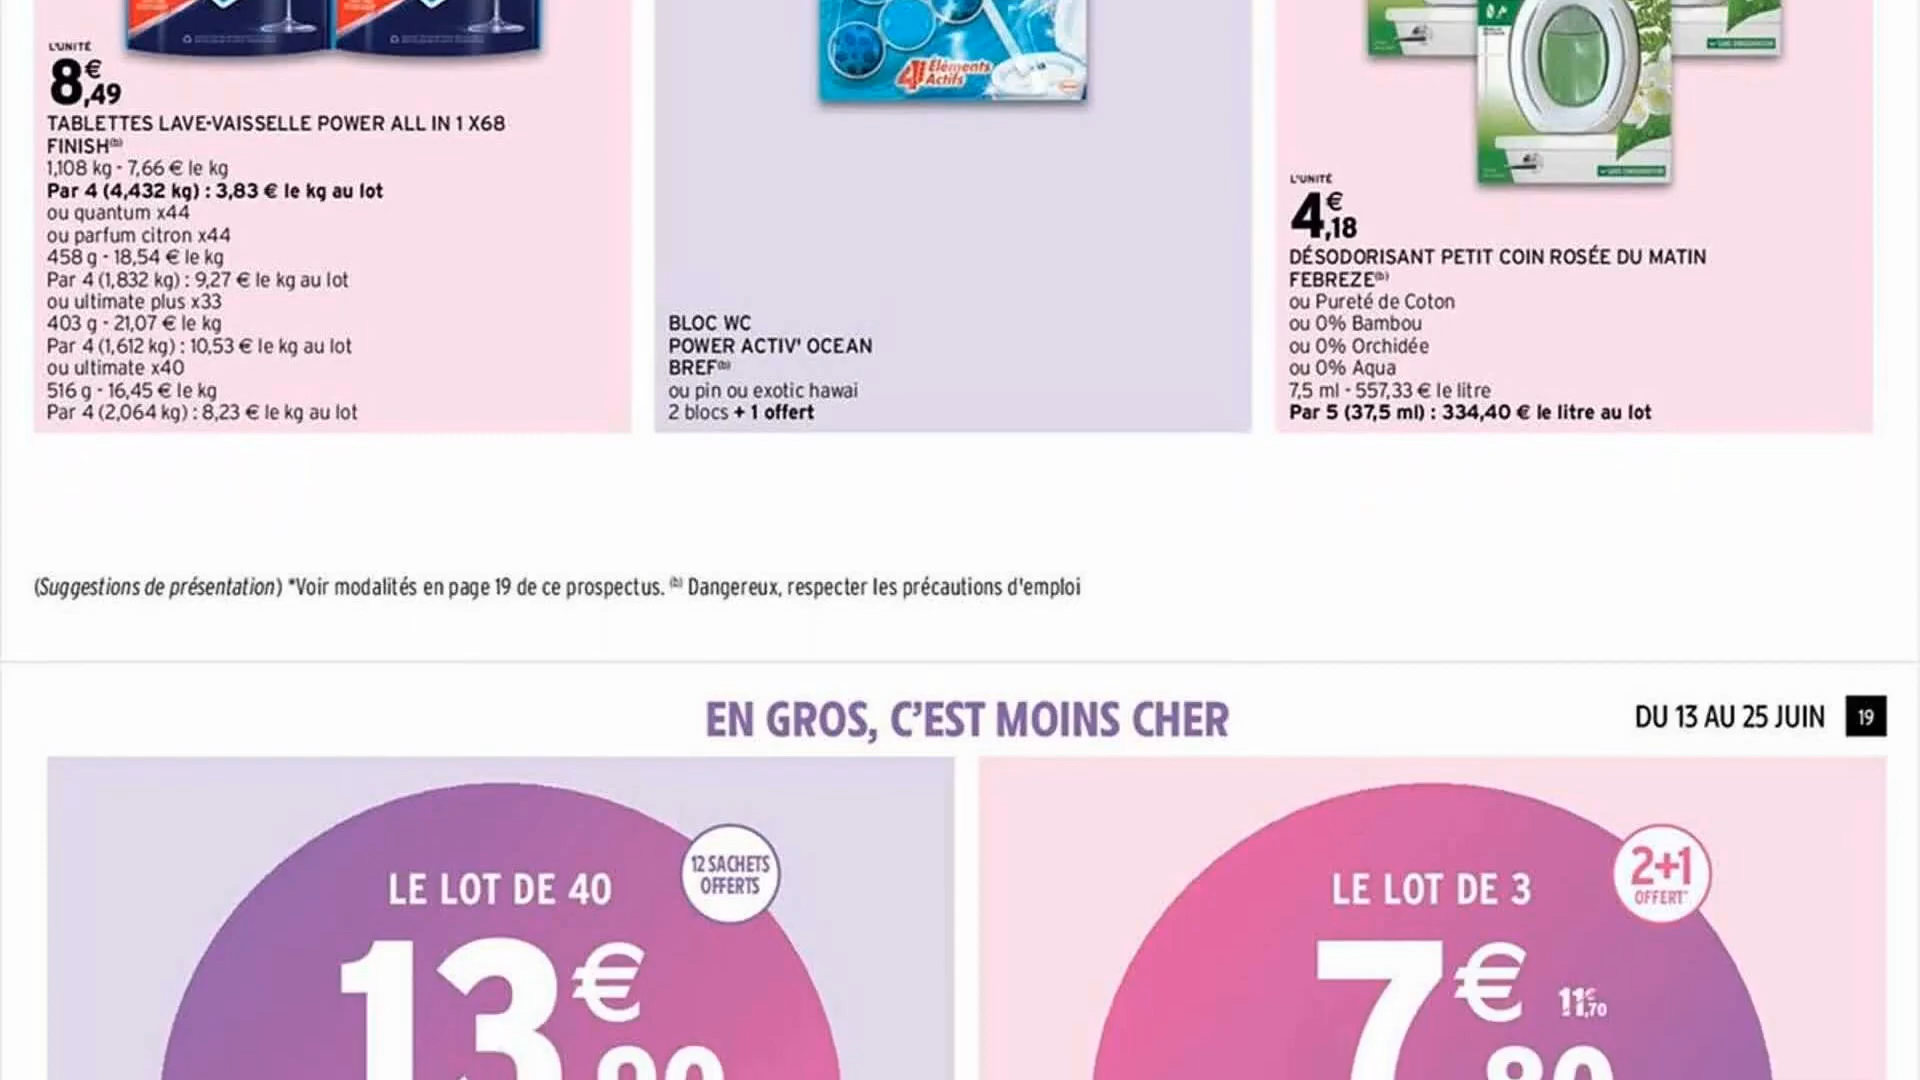 4 Eléments
Actifs
L'UNITÉ
8€,49
TABLETTES LAVE-VAISSELLE POWER ALL IN 1 X68
FINISH(b)
1,108 kg - 7,66 € le kg
Par 4 (4,432 kg) : 3,83 € le kg au lot
ou quantum x44
ou parfum citron x44
458 g - 18,54 € le kg
Par 4 (1,832 kg) : 9,27 € le kg au lot
ou ultimate plus x33
403 g - 21,07 € le kg
Par 4 (1,612 kg) : 10,53 € le kg au lot
ou ultimate x40
516 g - 16,45 € le kg
Par 4 (2,064 kg) : 8,23 € le kg au lot
BLOC WC
POWER ACTIV' OCEAN
BREF(b)
ou pin ou exotic hawai
2 blocs + 1 offert
L'UNITÉ
4€,18
DÉSODORISANT PETIT COIN ROSÉE DU MATIN
FEBREZE(b)
ou Pureté de Coton
ou 0% Bambou
ou 0% Orchidée
ou 0% Aqua
7,5 ml - 557,33 € le litre
Par 5 (37,5 ml) : 334,40 € le litre au lot
(Suggestions de présentation) *Voir modalités en page 19 de ce prospectus. (b) Dangereux, respecter les précautions d'emploi
EN GROS, C'EST MOINS CHER
DU 13 AU 25 JUIN 19
LE LOT DE 40
12 SACHETS
OFFERTS
13€
LE LOT DE 3
2+1
OFFERT*
7€
11€,70